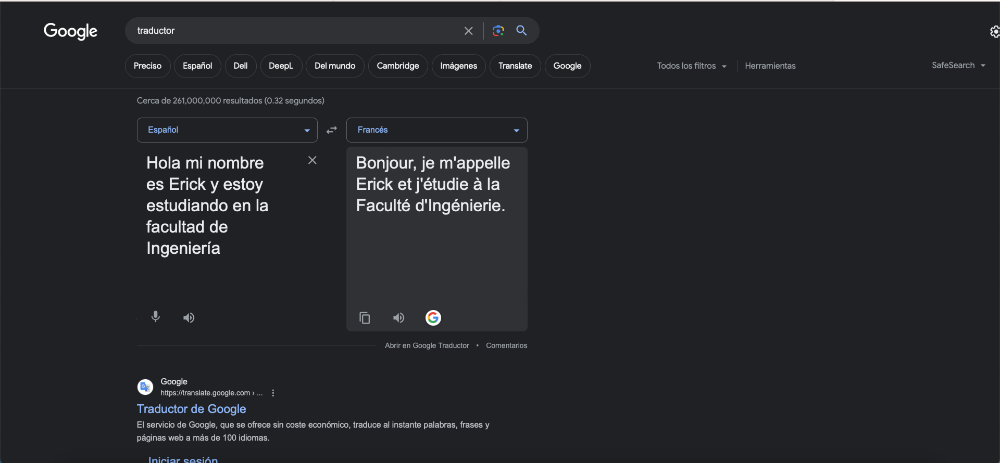 Google
traductor
Preciso
Español
Dell
DeepL
Del mundo
Cambridge
Imágenes
Translate
Google
Todos los filtros
Herramientas
SafeSearch
Cerca de 261,000,000 resultados (0.32 segundos)
Español
Francés
Hola mi nombre
es Erick y estoy
estudiando en la
facultad de
Ingeniería
Bonjour, je m'appelle
Erick et j'étudie à la
Faculté d'Ingénierie.
Abrir en Google Traductor • Comentarios
Google
https://translate.google.com › ...
Traductor de Google
El servicio de Google, que se ofrece sin coste económico, traduce al instante palabras, frases y
páginas web a más de 100 idiomas.
Iniciar sesión